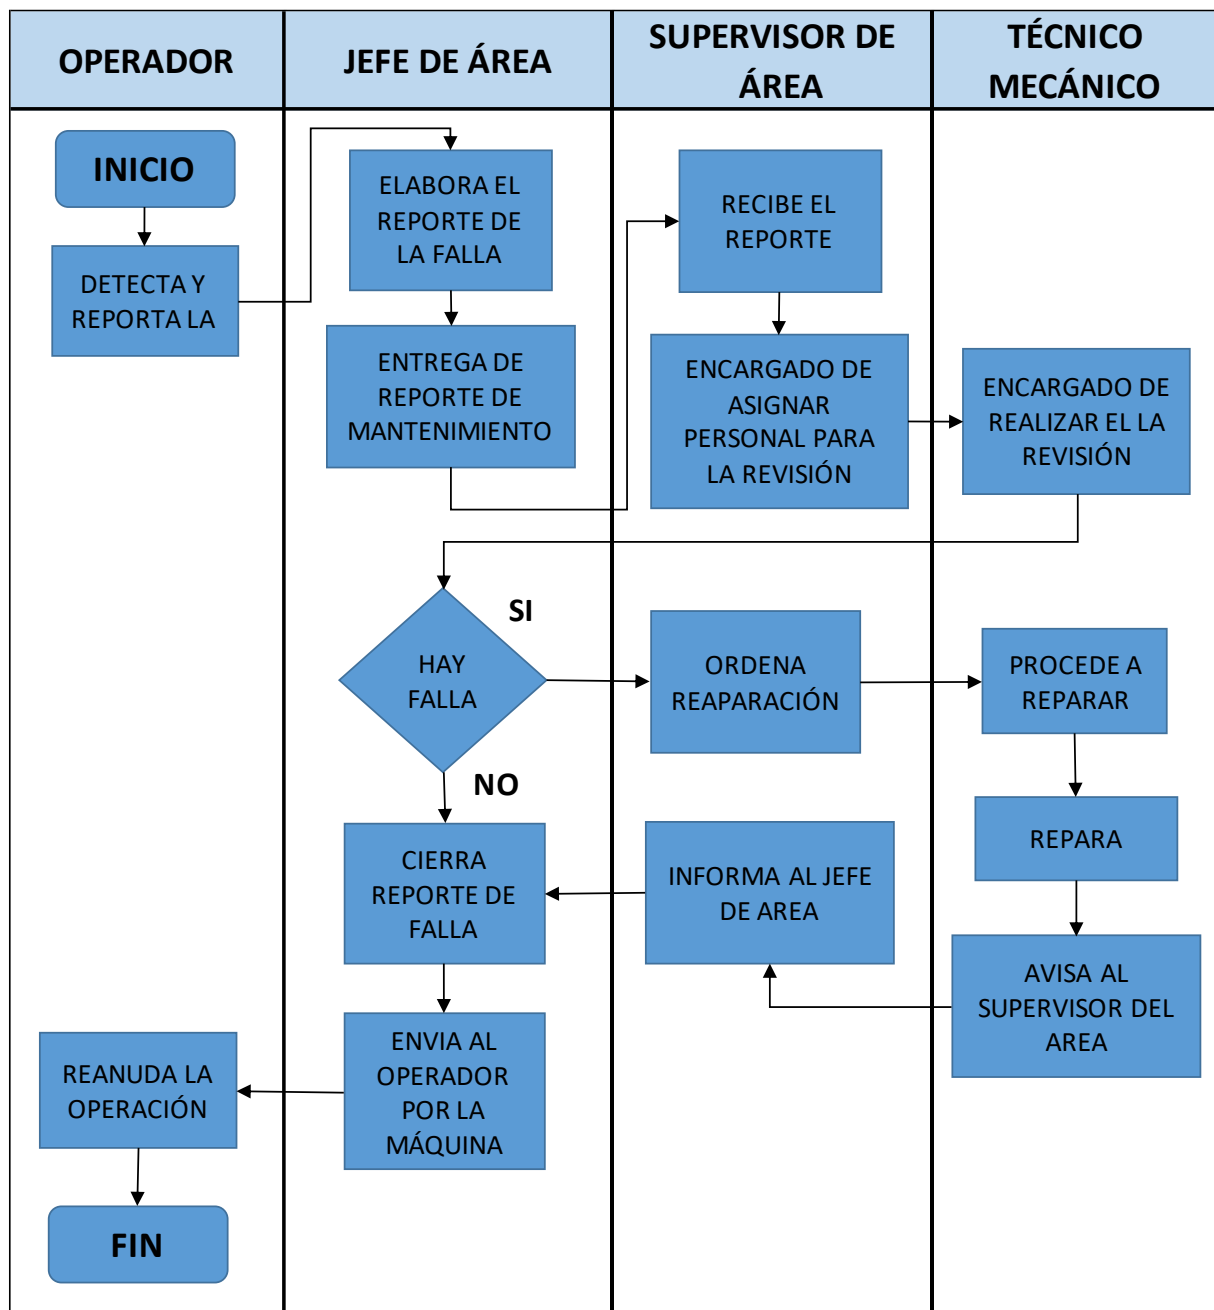 OPERADOR
JEFE DE ÁREA
SUPERVISOR DE
ÁREA
TÉCNICO
MECÁNICO
INICIO
DETECTA Y
REPORTA LA
ELABORA EL
REPORTE DE
LA FALLA
ENTREGA DE
REPORTE DE
MANTENIMIENTO
RECIBE EL
REPORTE
ENCARGADO DE
ASIGNAR
PERSONAL PARA
LA REVISIÓN
ENCARGADO DE
REALIZAR EL LA
REVISIÓN
HAY
FALLA
SI
NO
ORDENA
REAPARACIÓN
PROCEDE A
REPARAR
REPARA
AVISA AL
SUPERVISOR DEL
AREA
INFORMA AL JEFE
DE AREA
CIERRA
REPORTE DE
FALLA
ENVIA AL
OPERADOR
POR LA
MÁQUINA
REANUDA LA
OPERACIÓN
FIN